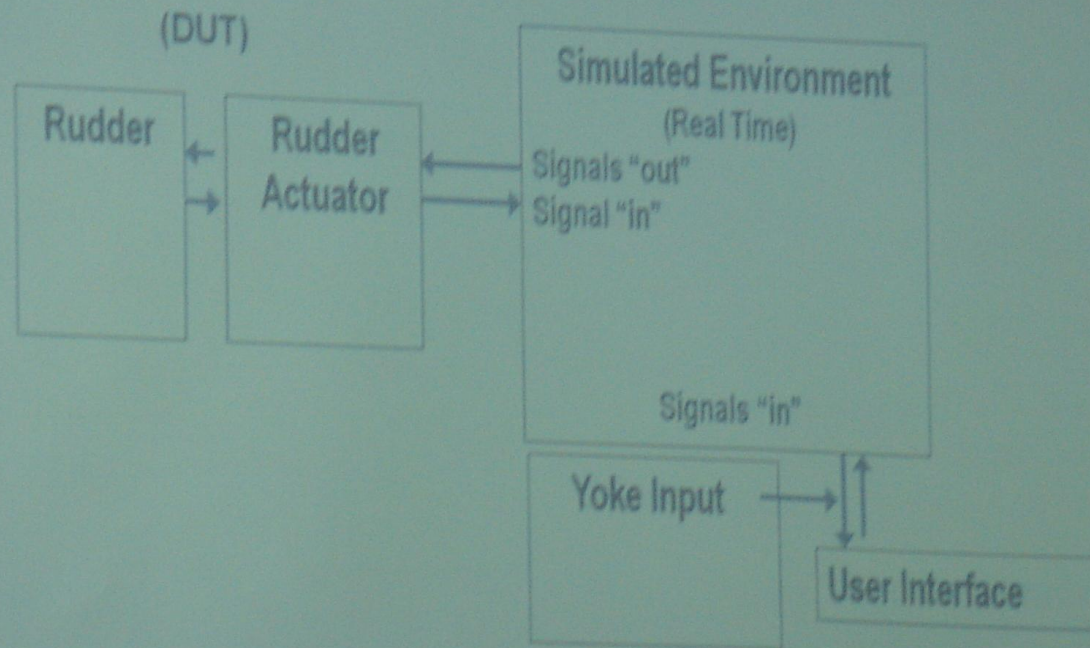 (DUT)
Rudder
Rudder
Actuator
Simulated Environment
(Real Time)
Signals “out”
Signal “in”
Signals “in”
Yoke Input
User Interface